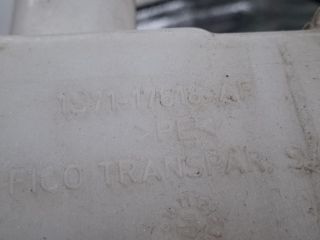 1S71-17618-AF
>PE<
FICO TRANSPAR. S.